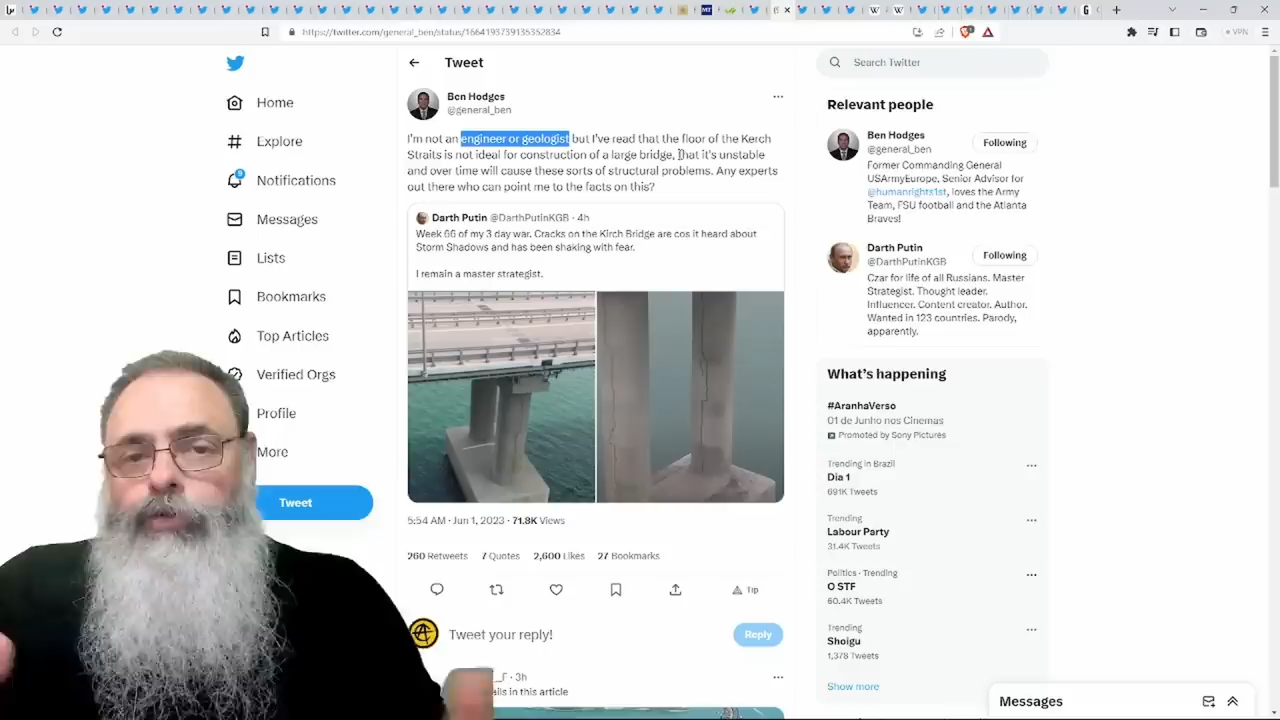 https://twitter.com/general_ben/status/1664193739135352834
VPN
Home
Explore
9
Notifications
Messages
Lists
Bookmarks
Top Articles
Verified Orgs
Profile
More
Tweet
Tweet
Ben Hodges
@general_ben
I'm not an engineer or geologist but I've read that the floor of the Kerch
Straits is not ideal for construction of a large bridge, that it's unstable
and over time will cause these sorts of structural problems. Any experts
out there who can point me to the facts on this?
Darth Putin @DarthPutinKGB · 4h
Week 66 of my 3 day war. Cracks on the Kirch Bridge are cos it heard about
Storm Shadows and has been shaking with fear.
I remain a master strategist.
5:54 AM · Jun 1, 2023 · 71.8K Views
260 Retweets 7 Quotes 2,600 Likes 27 Bookmarks
Tip
Tweet your reply!
Reply
· 3h
ails in this article
Search Twitter
Relevant people
Ben Hodges
@general_ben
Following
Former Commanding General
USArmyEurope, Senior Advisor for
@humanrights1st, loves the Army
Team, FSU football and the Atlanta
Braves!
Darth Putin
@DarthPutinKGB
Following
Czar for life of all Russians. Master
Strategist. Thought leader.
Influencer. Content creator. Author.
Wanted in 123 countries. Parody,
apparently.
What's happening
#AranhaVerso
01 de Junho nos Cinemas
Promoted by Sony Pictures
Trending in Brazil
Dia 1
691K Tweets
Trending
Labour Party
31.4K Tweets
Politics · Trending
O STF
60.4K Tweets
Trending
Shoigu
1,378 Tweets
Show more
Messages